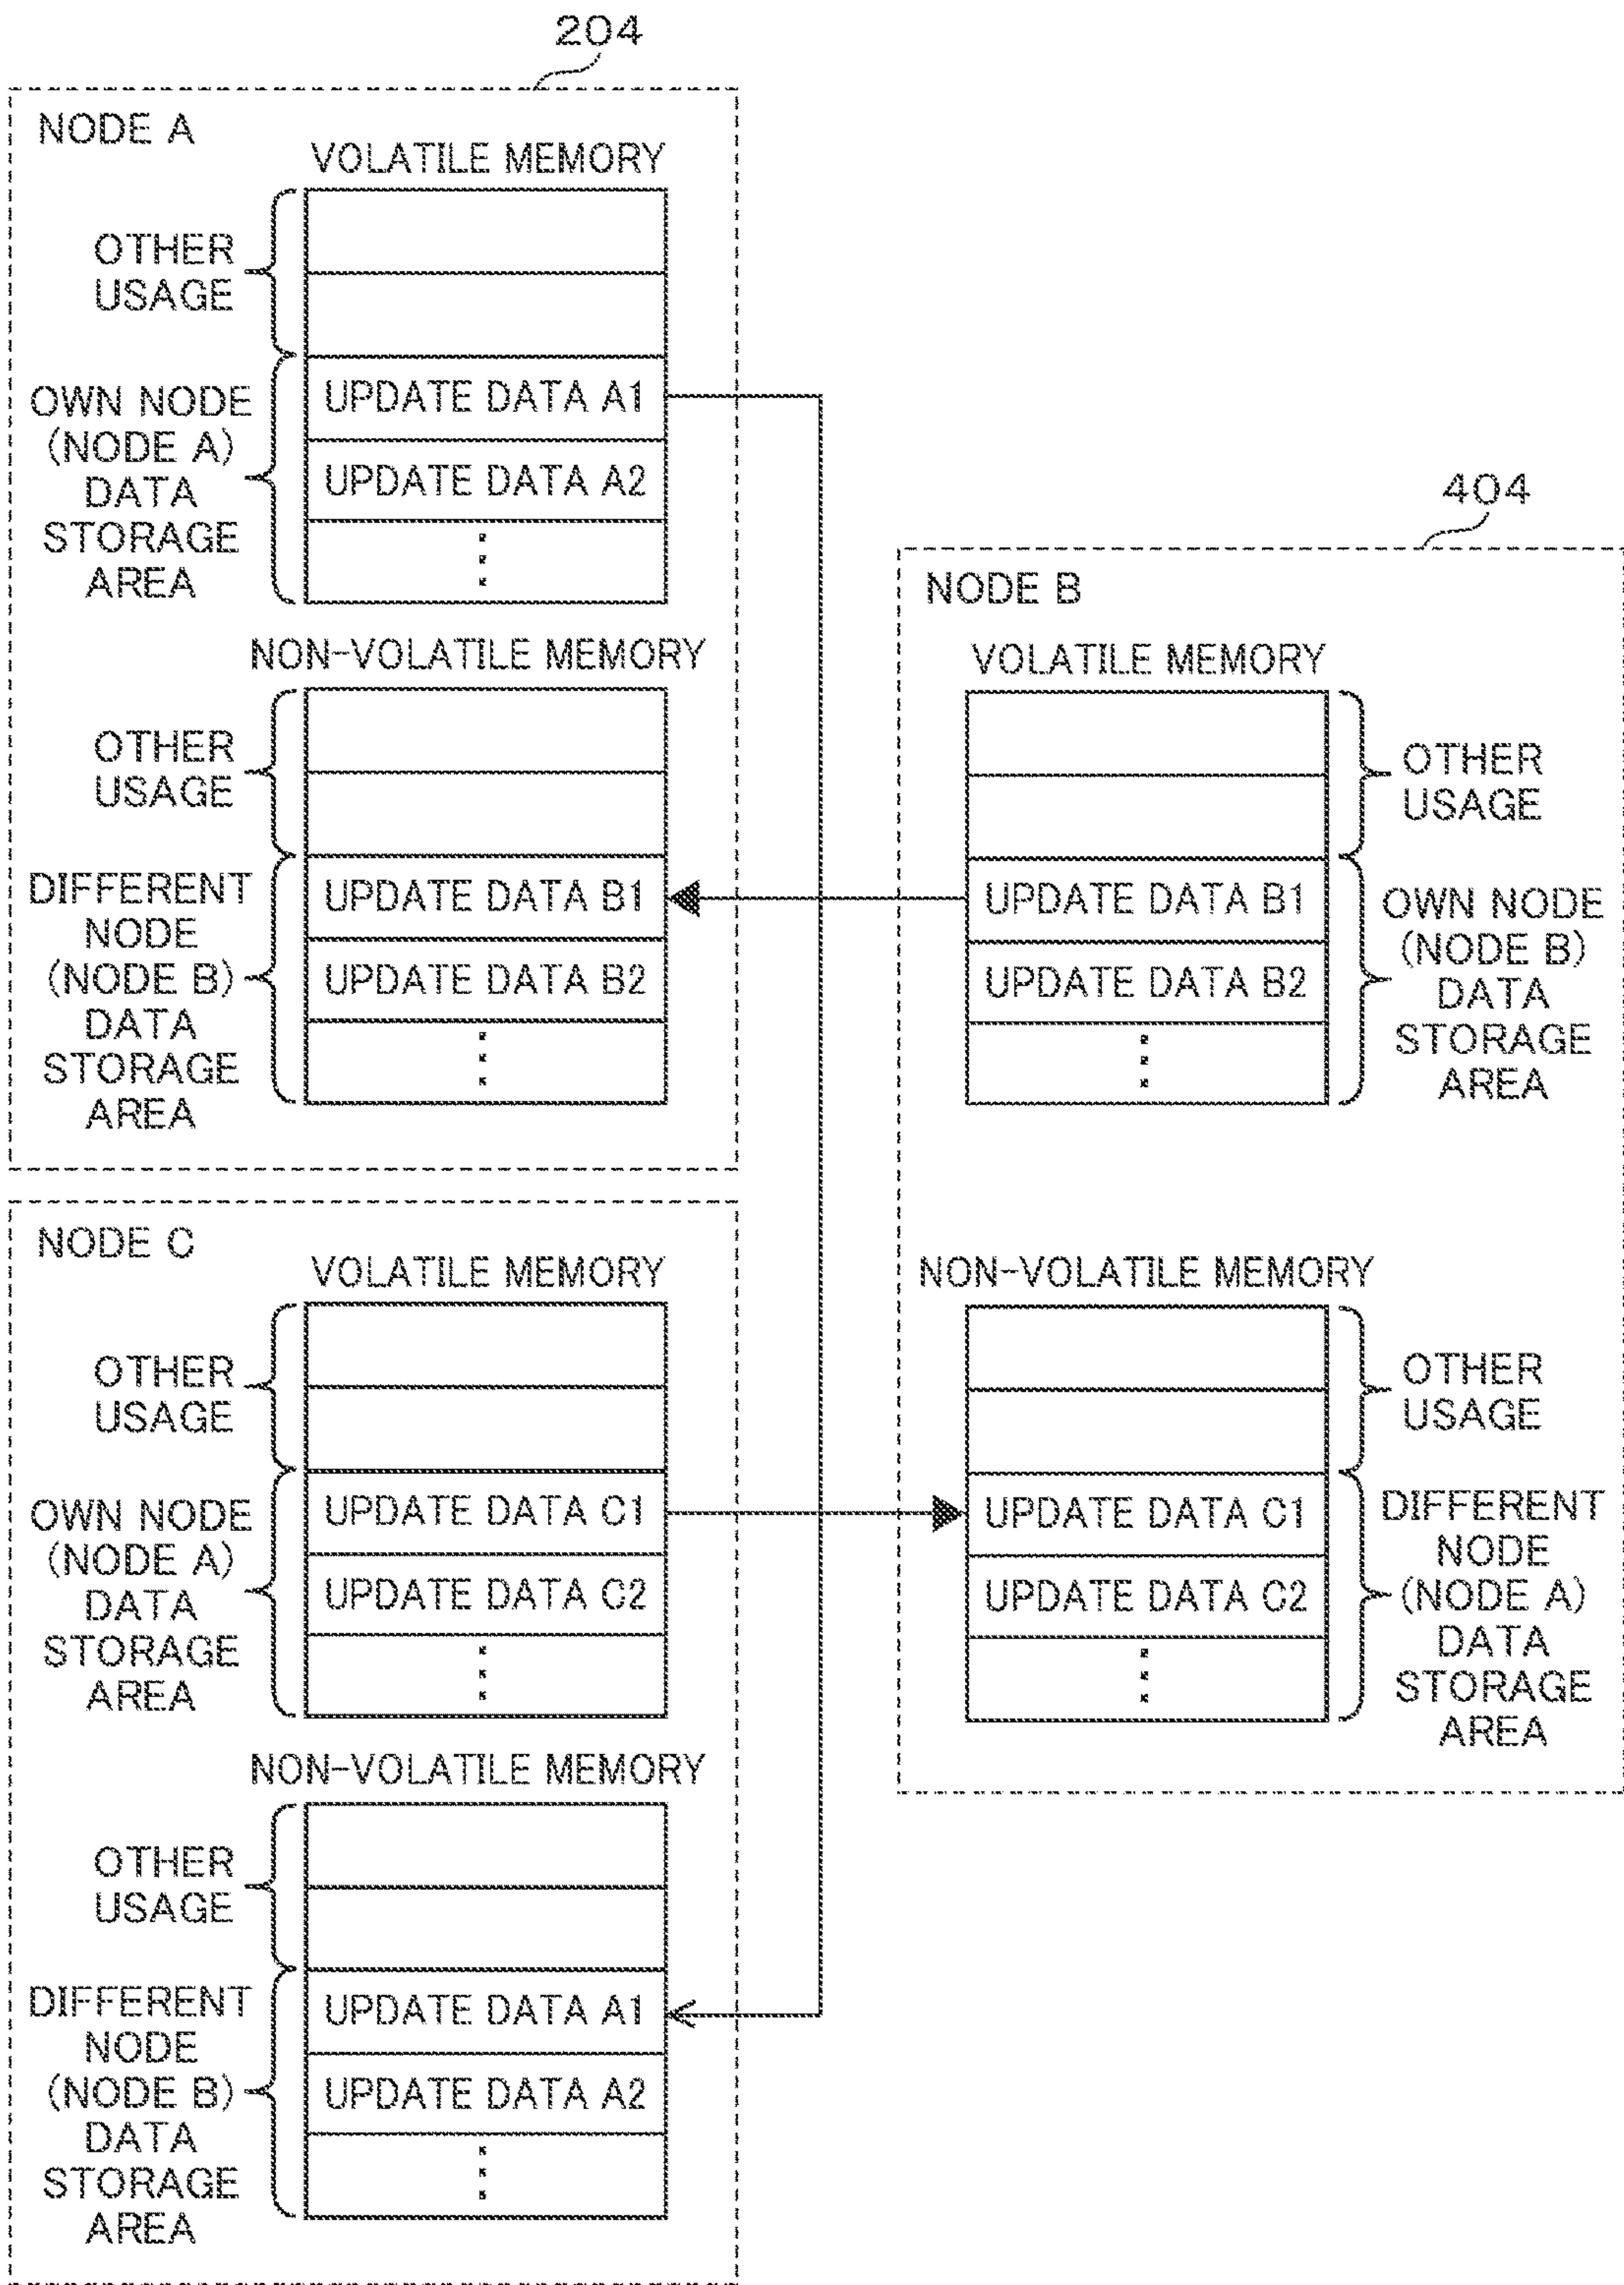 204
NODE A
VOLATILE MEMORY
OTHER
USAGE
OWN NODE
(NODE A)
DATA
STORAGE
AREA
UPDATE DATA A1
UPDATE DATA A2
NON-VOLATILE MEMORY
OTHER
USAGE
DIFFERENT
NODE
(NODE B)
DATA
STORAGE
AREA
UPDATE DATA B1
UPDATE DATA B2
404
NODE B
VOLATILE MEMORY
OTHER
USAGE
UPDATE DATA B1
UPDATE DATA B2
OWN NODE
(NODE B)
DATA
STORAGE
AREA
NON-VOLATILE MEMORY
OTHER
USAGE
UPDATE DATA C1
UPDATE DATA C2
DIFFERENT
NODE
(NODE A)
DATA
STORAGE
AREA
NODE C
VOLATILE MEMORY
OTHER
USAGE
OWN NODE
(NODE A)
DATA
STORAGE
AREA
UPDATE DATA C1
UPDATE DATA C2
NON-VOLATILE MEMORY
OTHER
USAGE
DIFFERENT
NODE
(NODE B)
DATA
STORAGE
AREA
UPDATE DATA A1
UPDATE DATA A2